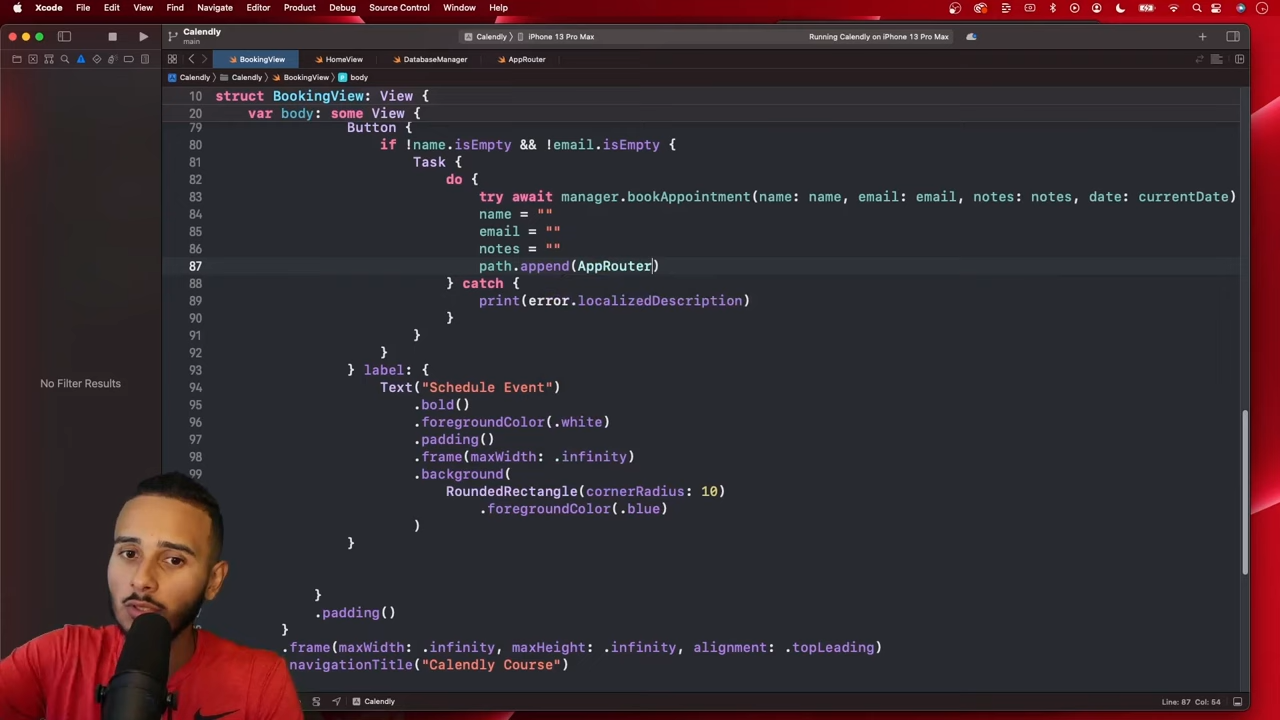 Xcode File Edit View Find Navigate Editor Product Debug Source Control Window Help
Calendly
main
Calendly iPhone 13 Pro Max
Running Calendly on iPhone 13 Pro Max
BookingView HomeView DatabaseManager AppRouter
Calendly Calendly BookingView body
10 struct BookingView: View {
20 var body: some View {
79 Button {
80 if !name.isEmpty && !email.isEmpty {
81 Task {
82 do {
83 try await manager.bookAppointment(name: name, email: email, notes: notes, date: currentDate)
84 name = ""
85 email = ""
86 notes = ""
87 path.append(AppRouter)
88 } catch {
89 print(error.localizedDescription)
90 }
91 }
92 }
93 } label: {
94 Text("Schedule Event")
95 .bold()
96 .foregroundColor(.white)
97 .padding()
98 .frame(maxWidth: .infinity)
99 .background(
RoundedRectangle(cornerRadius: 10)
.foregroundColor(.blue)
)
}
}
.padding()
}
.frame(maxWidth: .infinity, maxHeight: .infinity, alignment: .topLeading)
navigationTitle("Calendly Course")
No Filter Results
Calendly
Line: 87 Col: 54